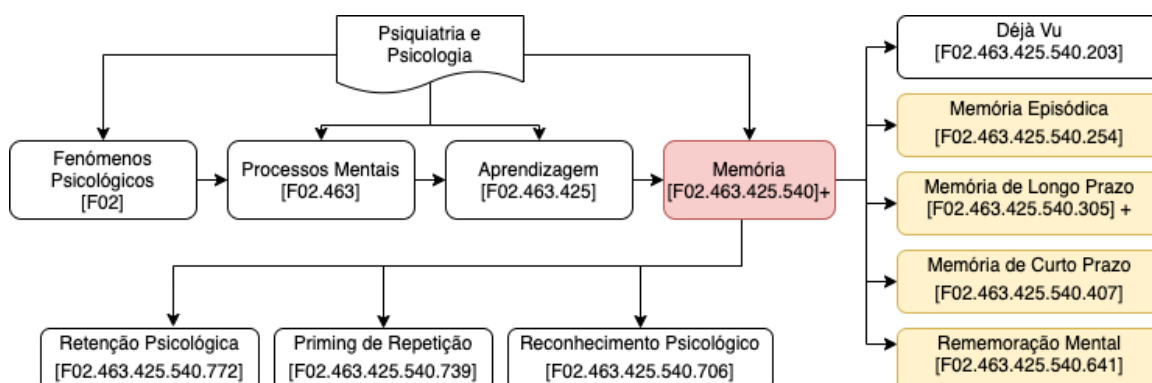 Psiquiatria e
Psicologia
Fenómenos
Psicológicos
[F02]
Processos Mentais
[F02.463]
Aprendizagem
[F02.463.425]
Memória
[F02.463.425.540]+
Déjà Vu
[F02.463.425.540.203]
Memória Episódica
[F02.463.425.540.254]
Memória de Longo Prazo
[F02.463.425.540.305] +
Memória de Curto Prazo
[F02.463.425.540.407]
Rememoração Mental
[F02.463.425.540.641]
Retenção Psicológica
[F02.463.425.540.772]
Priming de Repetição
[F02.463.425.540.739]
Reconhecimento Psicológico
[F02.463.425.540.706]